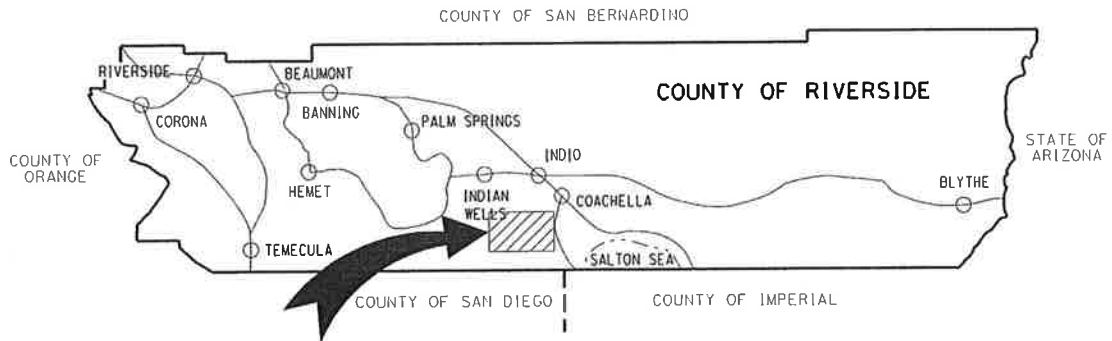 COUNTY OF SAN BERNARDINO
RIVERSIDE
BEAUMONT
COUNTY OF RIVERSIDE
BANNING
CORONA
PALM SPRINGS
STATE OF
ARIZONA
COUNTY OF
ORANGE
INDIO
HEMET
INDIAN
WELLS
COACHELLA
BLYTHE
TEMECULA
SALTON SEA
COUNTY OF SAN DIEGO
COUNTY OF IMPERIAL